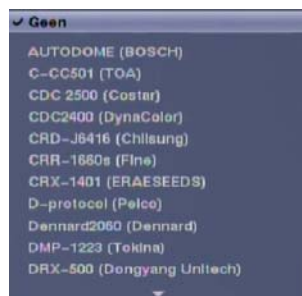 Geen
AUTODOME (BOSCH)
C-CC501 (TOA)
CDC 2500 (Costar)
CDC2400 (DynaColor)
CRD-J6416 (Chilsung)
CRR-1660s (Fine)
CRX-1401 (ERAESEEDS)
D-protocol (Pelco)
Dennard2060 (Dennard)
DMP-1223 (Tokina)
DRX-500 (Dongyang Unitech)